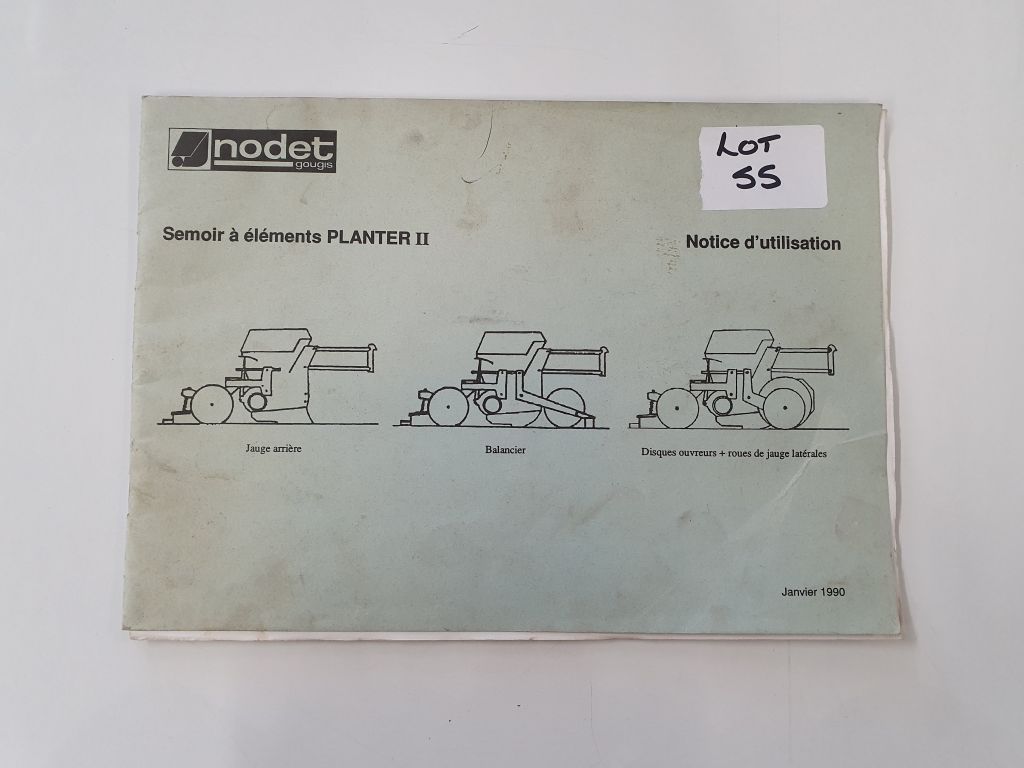 nodet
gougis
LOT
55
Semoir à éléments PLANTER II
Notice d'utilisation
Jauge arrière
Balancier
Disques ouvreurs + roues de jauge latérales
Janvier 1990